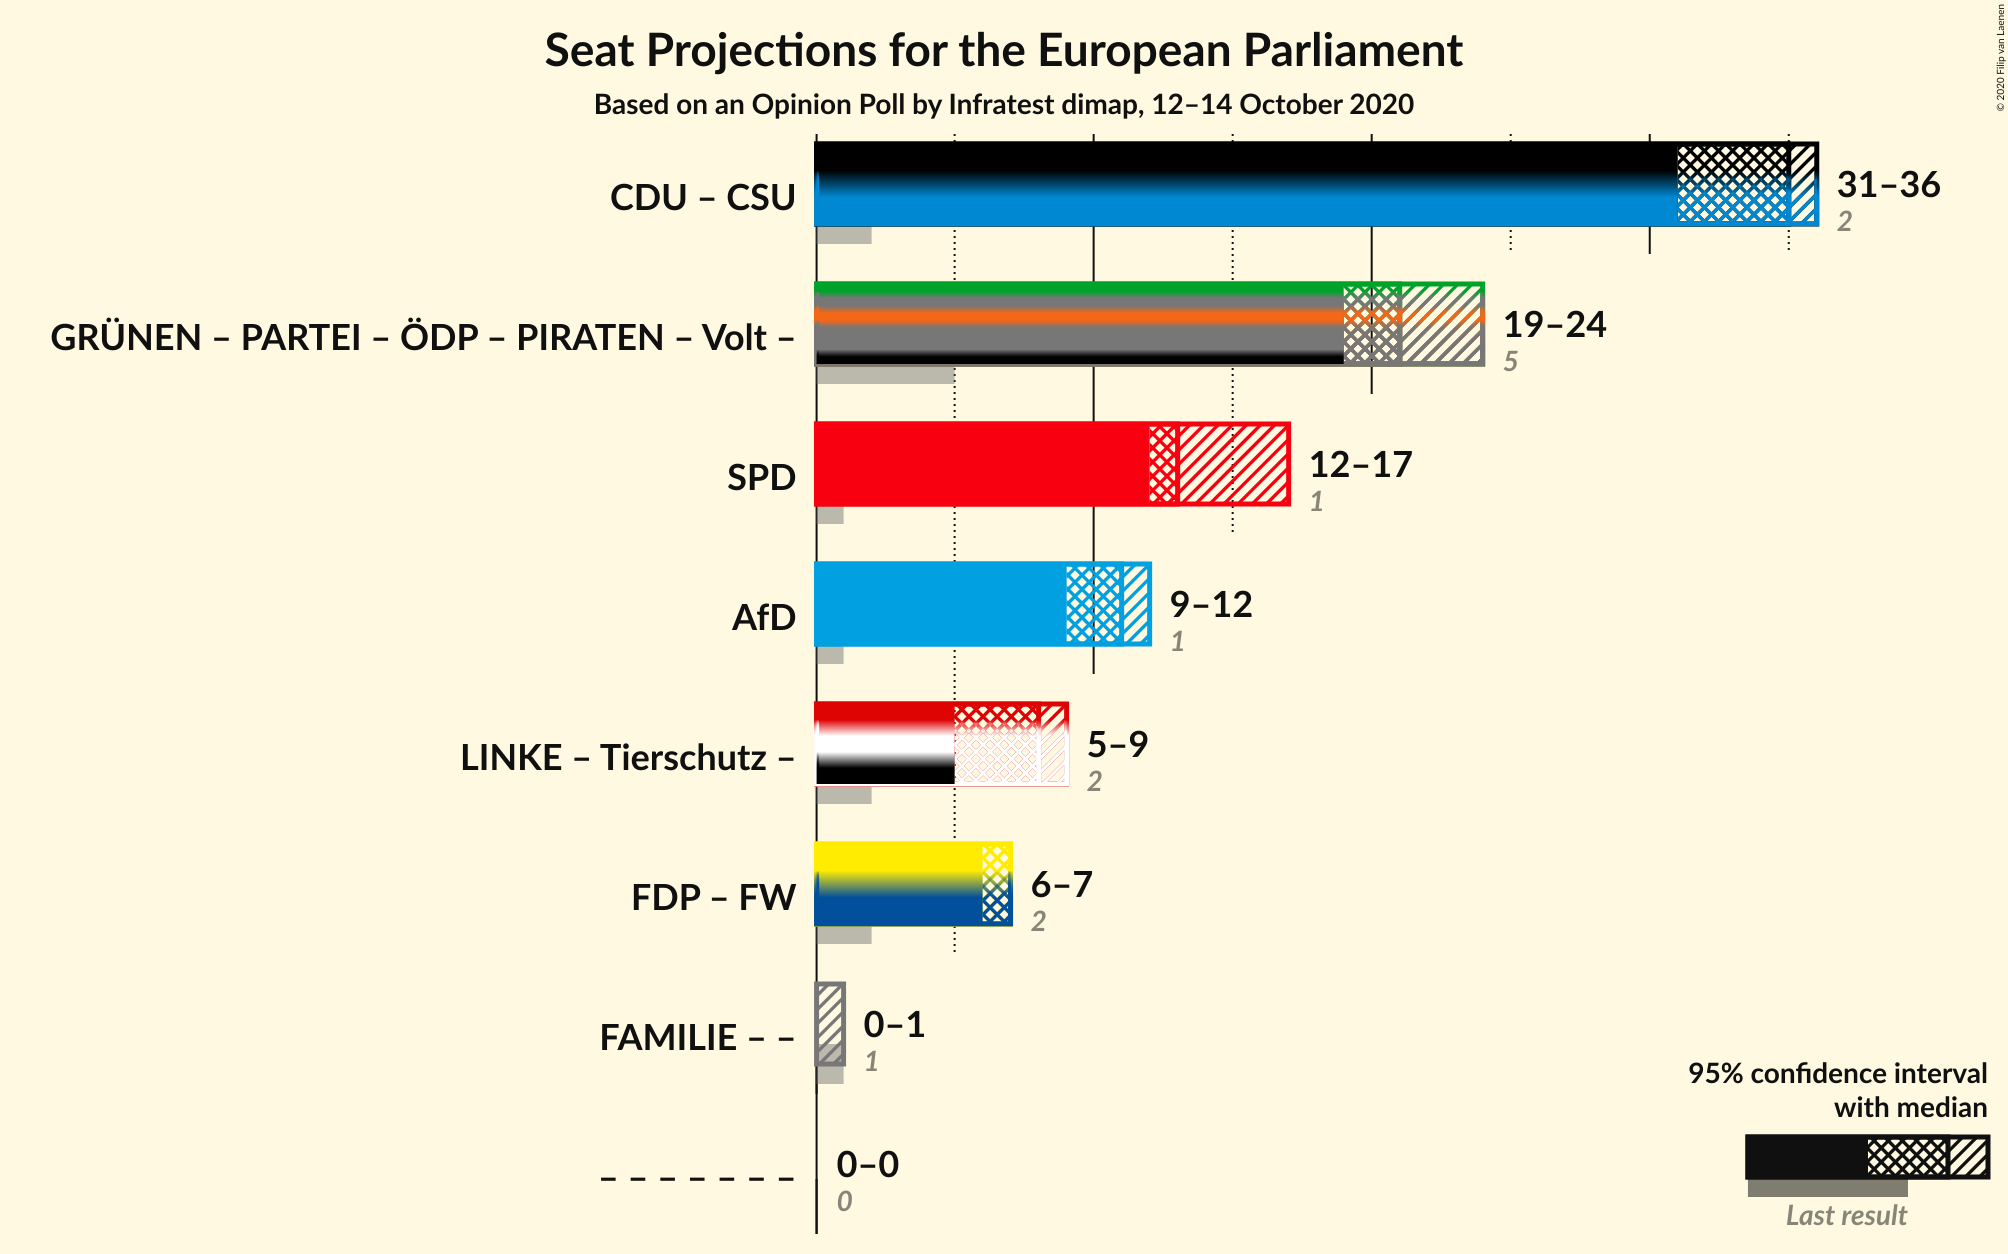 Seat Projections for the European Parliament
Based on an Opinion Poll by Infratest dimap, 12–14 October 2020
© 2020 Filip van Laenen
CDU – CSU
31–36
2
GRÜNEN – PARTEI – ÖDP – PIRATEN – Volt –
19–24
5
SPD
12–17
1
AfD
9–12
1
LINKE – Tierschutz –
5–9
2
FDP – FW
6–7
2
FAMILIE – –
0–1
1
– – – – – – –
0–0
0
95% confidence interval
with median
Last result